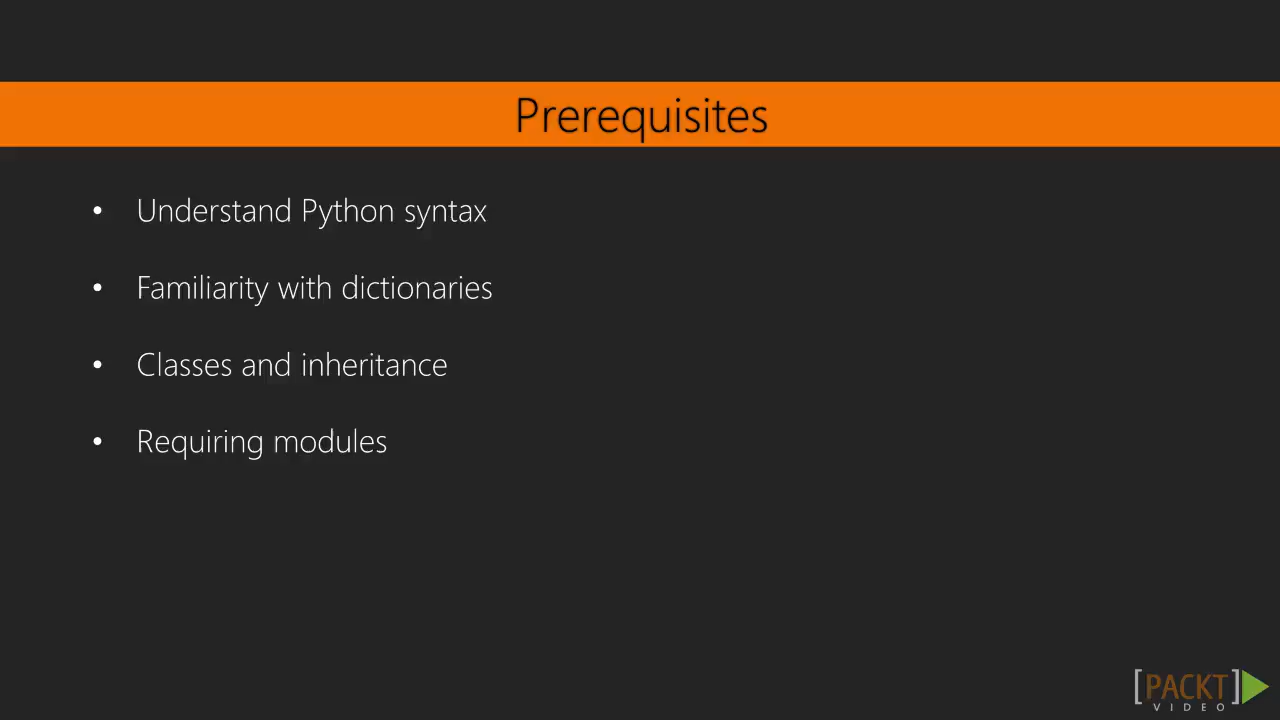 Prerequisites
• Understand Python syntax
• Familiarity with dictionaries
• Classes and inheritance
• Requiring modules
[PACKT]
VIDEO